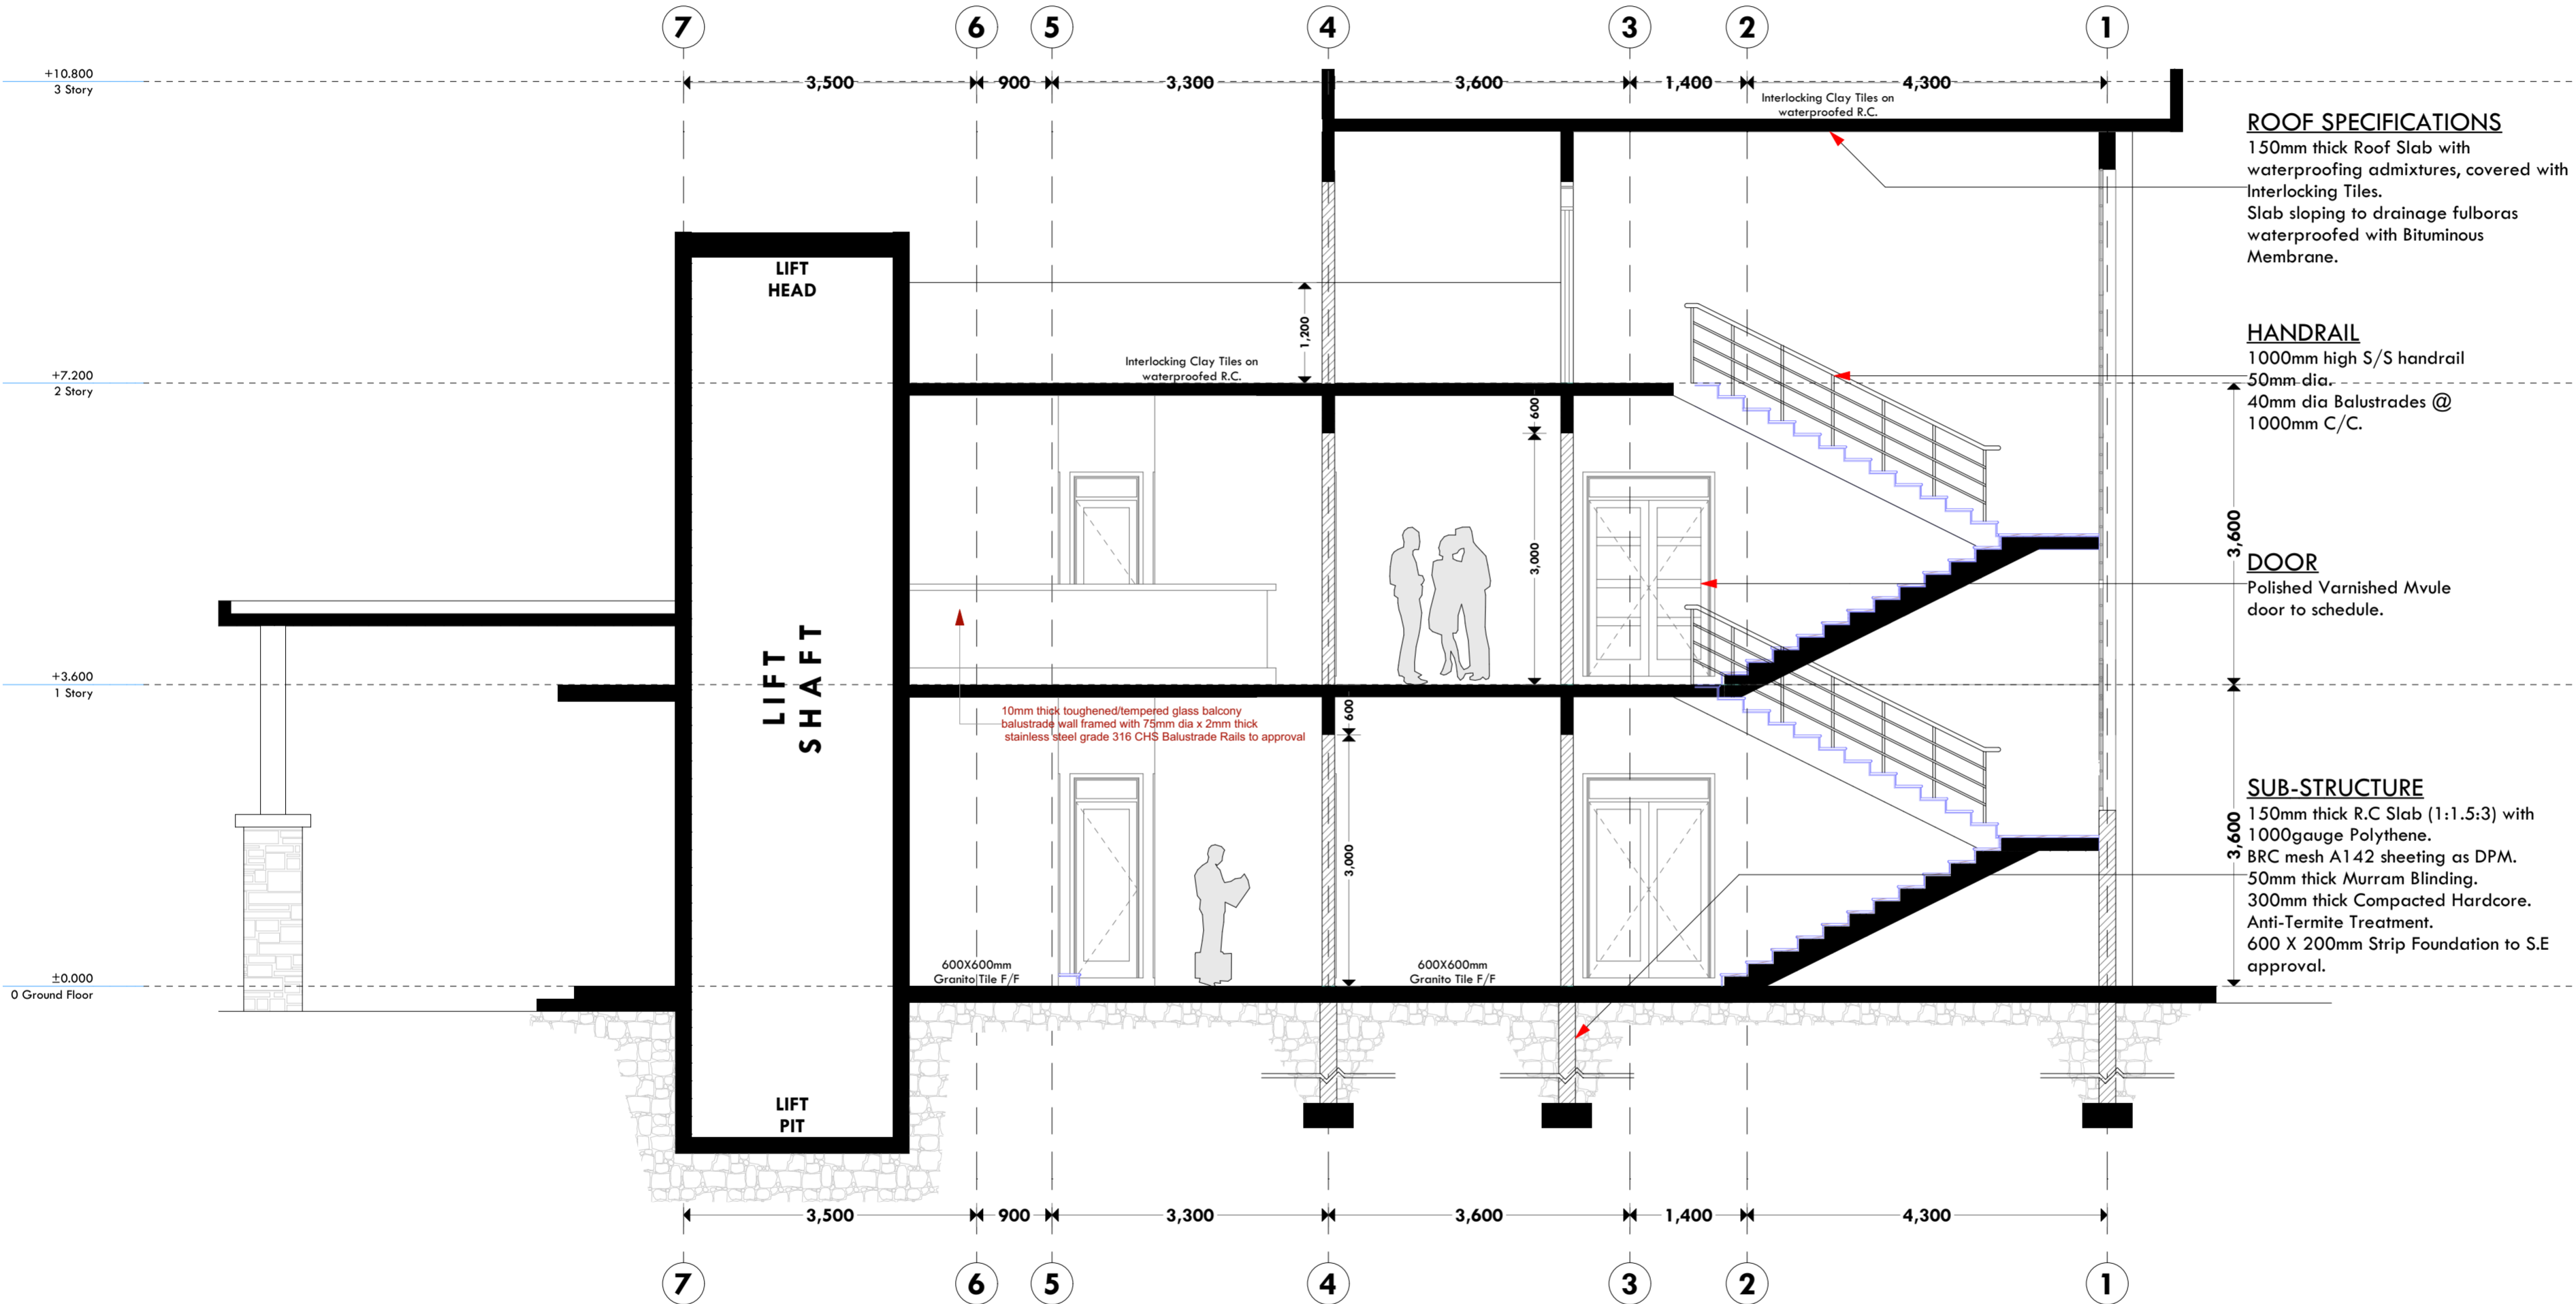 7
6
5
4
3
2
1
+10.800
3 Story
3,500
900
3,300
3,600
1,400
4,300
Interlocking Clay Tiles on
waterproofed R.C.
ROOF SPECIFICATIONS
150mm thick Roof Slab with
waterproofing admixtures, covered with
Interlocking Tiles.
Slab sloping to drainage fulboras
waterproofed with Bituminous
Membrane.
LIFT
HEAD
1,200
HANDRAIL
1000mm high S/S handrail
50mm dia.
40mm dia Balustrades @
1000mm C/C.
Interlocking Clay Tiles on
waterproofed R.C.
+7.200
2 Story
600
3,000
3,600
DOOR
Polished Varnished Mvule
door to schedule.
LIFT
SHAFT
+3.600
1 Story
10mm thick toughened/tempered glass balcony
balustrade wall framed with 75mm dia x 2mm thick
stainless steel grade 316 CHS Balustrade Rails to approval
600
3,000
3,600
SUB-STRUCTURE
150mm thick R.C Slab (1:1.5:3) with
1000gauge Polythene.
BRC mesh A142 sheeting as DPM.
50mm thick Murram Blinding.
300mm thick Compacted Hardcore.
Anti-Termite Treatment.
600 X 200mm Strip Foundation to S.E
approval.
600X600mm
Granito Tile F/F
600X600mm
Granito Tile F/F
±0.000
0 Ground Floor
LIFT
PIT
3,500
900
3,300
3,600
1,400
4,300
7
6
5
4
3
2
1